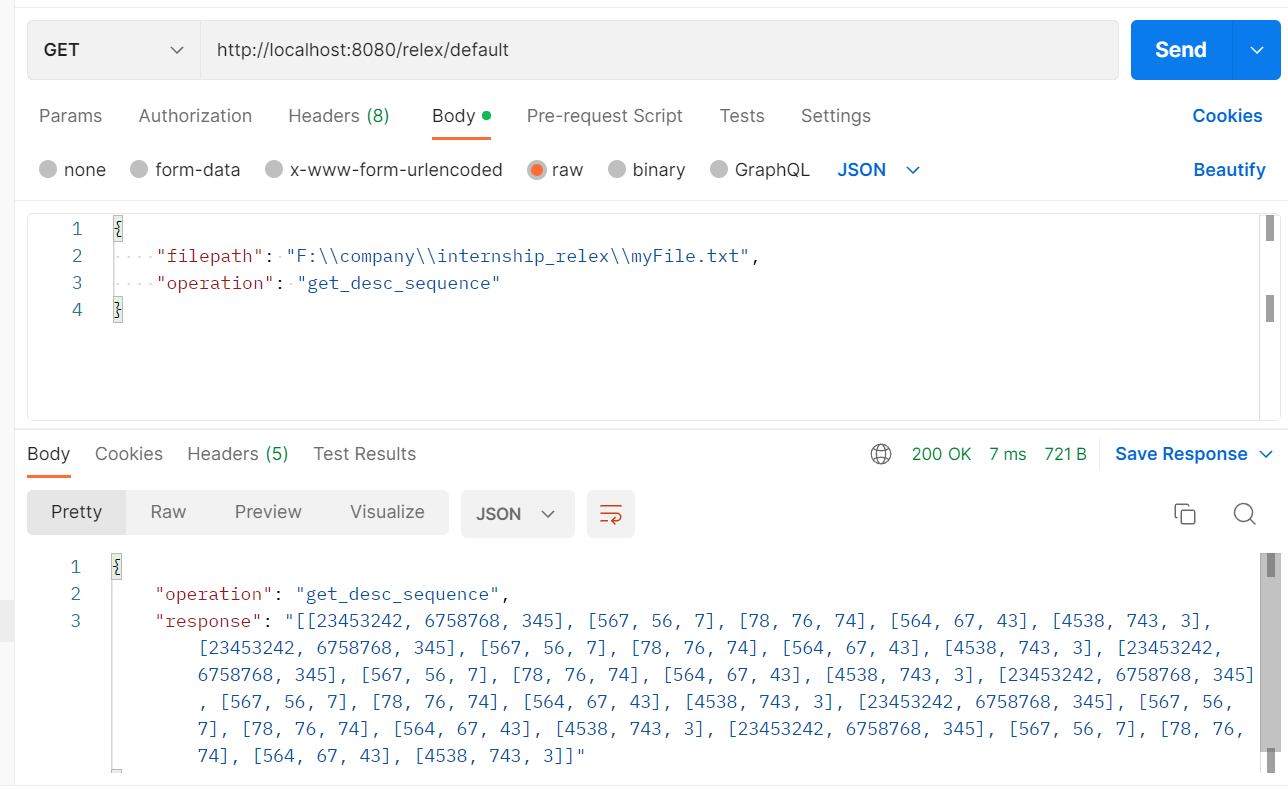 GET http://localhost:8080/relex/default Send
Params Authorization Headers (8) Body Pre-request Script Tests Settings Cookies
none form-data x-www-form-urlencoded raw binary GraphQL JSON Beautify
1 {
2 "filepath": "F:\\company\\internship_relex\\myFile.txt",
3 "operation": "get_desc_sequence"
4 }
Body Cookies Headers (5) Test Results 200 OK 7 ms 721 B Save Response
Pretty Raw Preview Visualize JSON
1 {
2 "operation": "get_desc_sequence",
3 "response": "[[23453242, 6758768, 345], [567, 56, 7], [78, 76, 74], [564, 67, 43], [4538, 743, 3],
[23453242, 6758768, 345], [567, 56, 7], [78, 76, 74], [564, 67, 43], [4538, 743, 3], [23453242,
6758768, 345], [567, 56, 7], [78, 76, 74], [564, 67, 43], [4538, 743, 3], [23453242, 6758768, 345]
, [567, 56, 7], [78, 76, 74], [564, 67, 43], [4538, 743, 3], [23453242, 6758768, 345], [567, 56,
7], [78, 76, 74], [564, 67, 43], [4538, 743, 3], [23453242, 6758768, 345], [567, 56, 7], [78, 76,
74], [564, 67, 43], [4538, 743, 3]]"